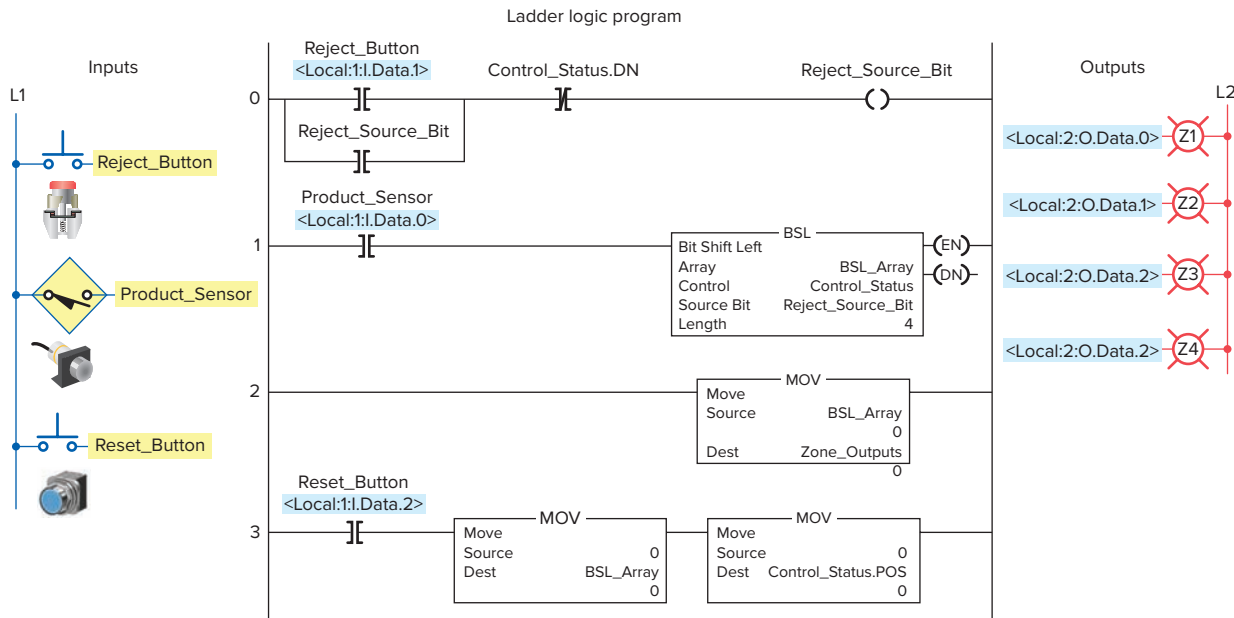 Ladder logic program
Inputs
L1
Reject_Button
Product_Sensor
Reset_Button
0
Reject_Button
<Local:1:I.Data.1>
Control_Status.DN
Reject_Source_Bit
Reject_Source_Bit
1
Product_Sensor
<Local:1:I.Data.0>
BSL
Bit Shift Left
Array BSL_Array
Control Control_Status
Source Bit Reject_Source_Bit
Length 4
EN
DN
2
MOV
Move
Source BSL_Array
0
Dest Zone_Outputs
0
3
Reset_Button
<Local:1:I.Data.2>
MOV
Move
Source 0
Dest BSL_Array
0
MOV
Move
Source 0
Dest Control_Status.POS
0
Outputs
L2
<Local:2:O.Data.0> Z1
<Local:2:O.Data.1> Z2
<Local:2:O.Data.2> Z3
<Local:2:O.Data.2> Z4